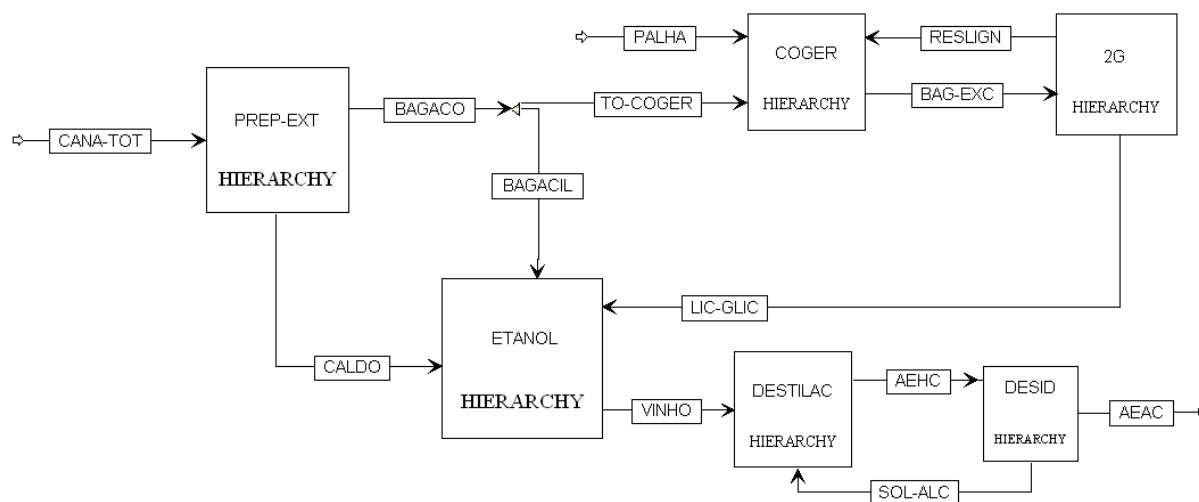 PALHA
COGER
HIERARCHY
RESLIGN
2G
HIERARCHY
BAG-EXC
TO-COGER
BAGACO
PREP-EXT
HIERARCHY
CANA-TOT
BAGACIL
LIC-GLIC
ETANOL
HIERARCHY
CALDO
VINHO
DESTILAC
HIERARCHY
AEHC
DESID
HIERARCHY
AEAC
SOL-ALC